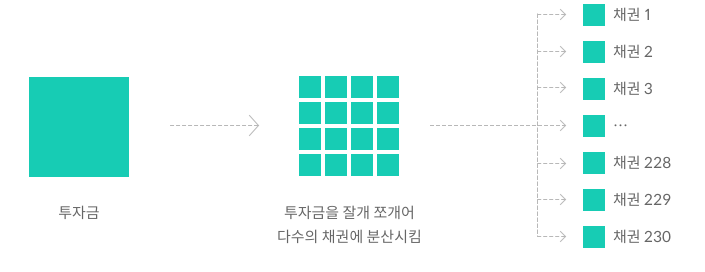 투자금
투자금을 잘개 쪼개어
다수의 채권에 분산시킴
채권 1
채권 2
채권 3
…
채권 228
채권 229
채권 230